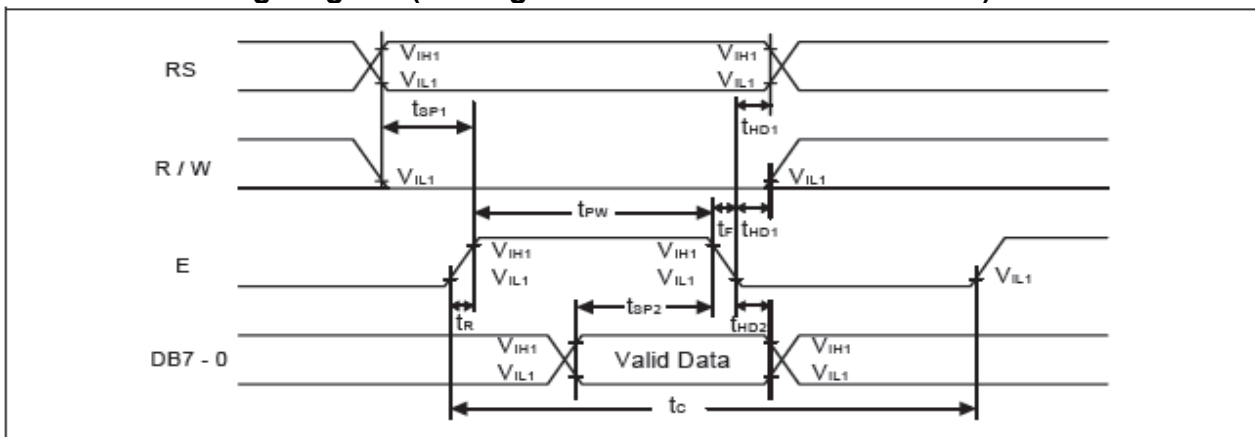 RS
VIH1
VIL1
VIH1
VIL1
tSP1
tHD1
R / W
VIL1
VIL1
tPW
tF
tHD1
E
VIH1
VIL1
VIH1
VIL1
VIL1
tR
tSP2
tHD2
DB7 - 0
VIH1
VIL1
Valid Data
VIH1
VIL1
tC